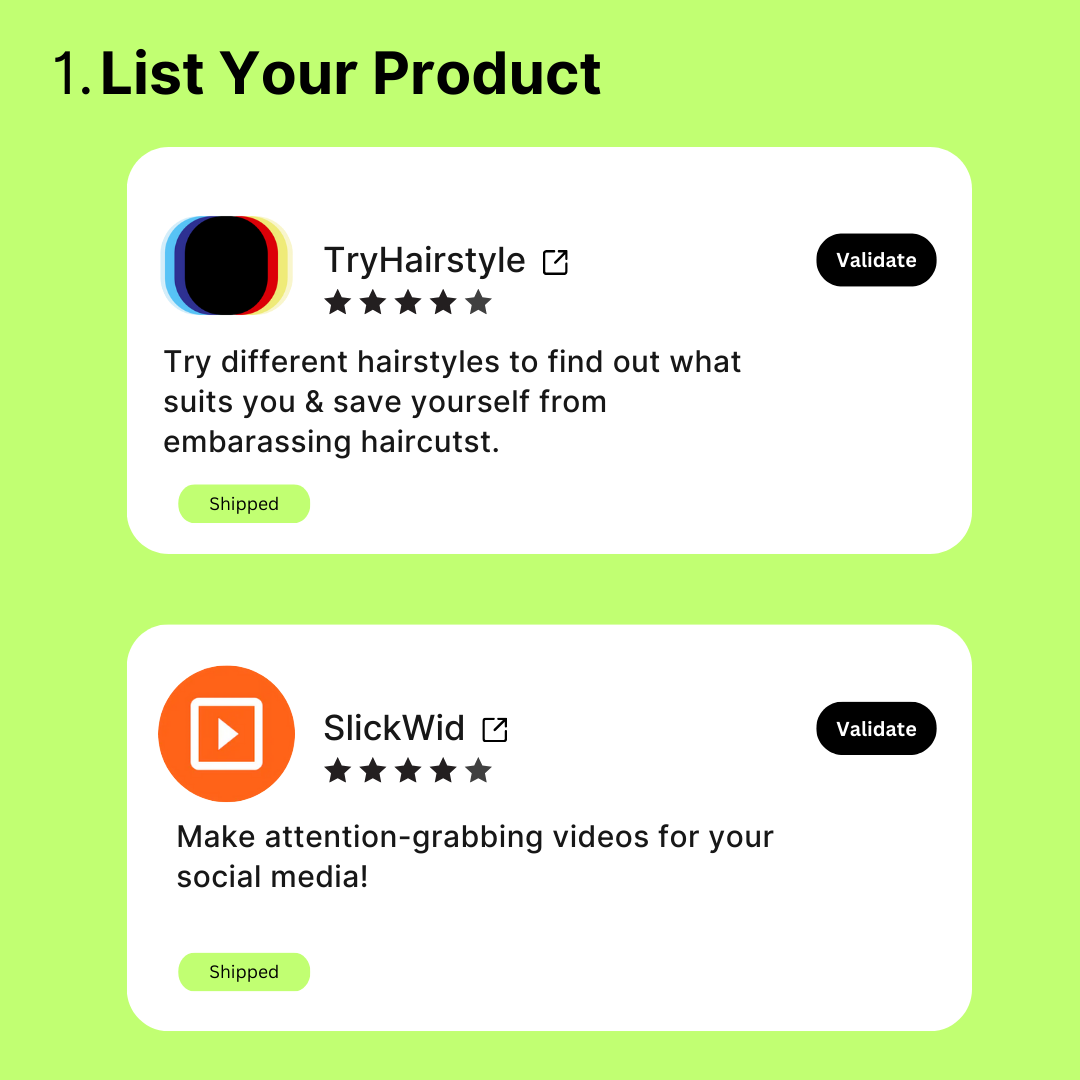 1. List Your Product
TryHairstyle
Validate
Try different hairstyles to find out what
suits you & save yourself from
embarassing haircutst.
Shipped
SlickWid
Validate
Make attention-grabbing videos for your
social media!
Shipped